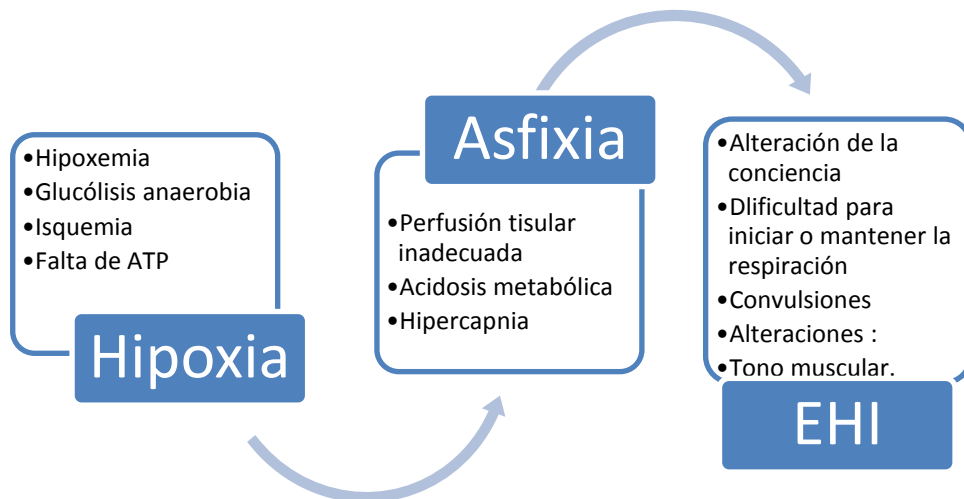 •Hipoxemia
•Glucólisis anaerobia
•Isquemia
•Falta de ATP
Hipoxia
Asfixia
•Perfusión tisular
inadecuada
•Acidosis metabólica
•Hipercapnia
•Alteración de la
conciencia
•Dlificultad para
iniciar o mantener la
respiración
•Convulsiones
•Alteraciones :
•Tono muscular.
EHI